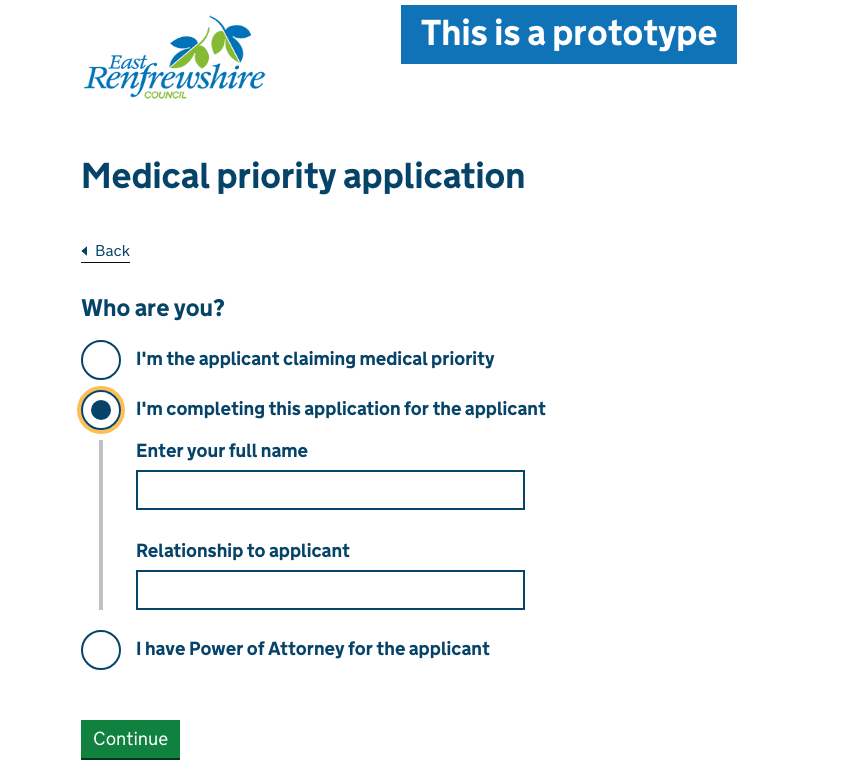 East
Renfrewshire
COUNCIL
This is a prototype
Medical priority application
Back
Who are you?
I'm the applicant claiming medical priority
I'm completing this application for the applicant
Enter your full name
Relationship to applicant
I have Power of Attorney for the applicant
Continue